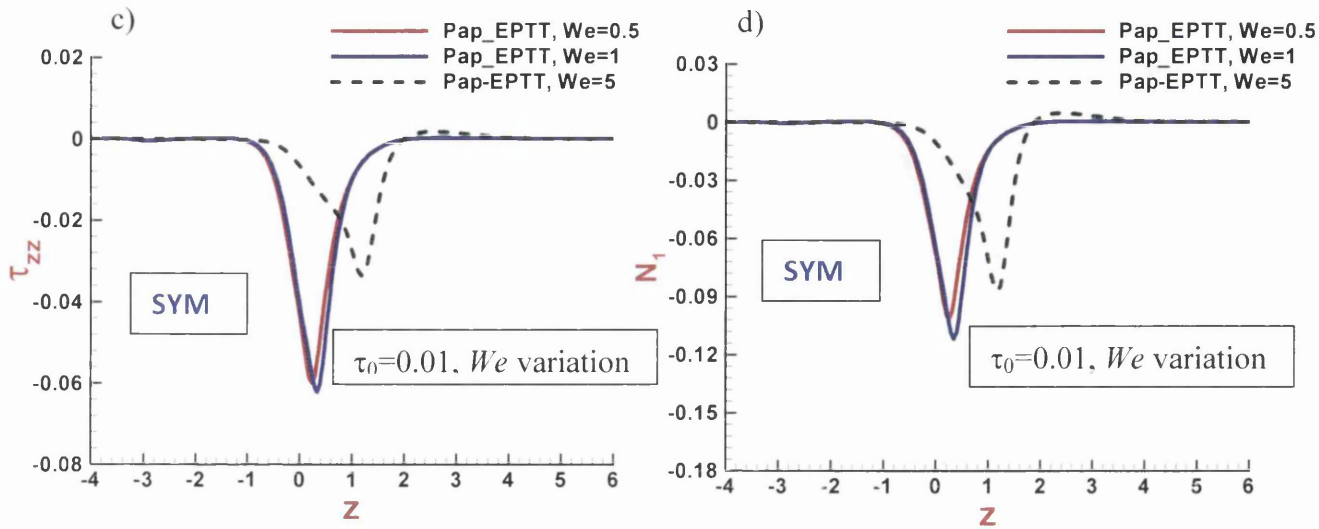 c)
Pap_EPTT, We=0.5
Pap_EPTT, We=1
Pap-EPTT, We=5
0.02
0
-0.02
-0.04
-0.06
-0.08
τzz
SYM
τ0=0.01, We variation
-4 -3 -2 -1 0 1 2 3 4 5 6
Z
d)
Pap_EPTT, We=0.5
Pap_EPTT, We=1
Pap-EPTT, We=5
0.03
0
-0.03
-0.06
-0.09
-0.12
-0.15
-0.18
N1
SYM
τ0=0.01, We variation
-4 -3 -2 -1 0 1 2 3 4 5 6
Z